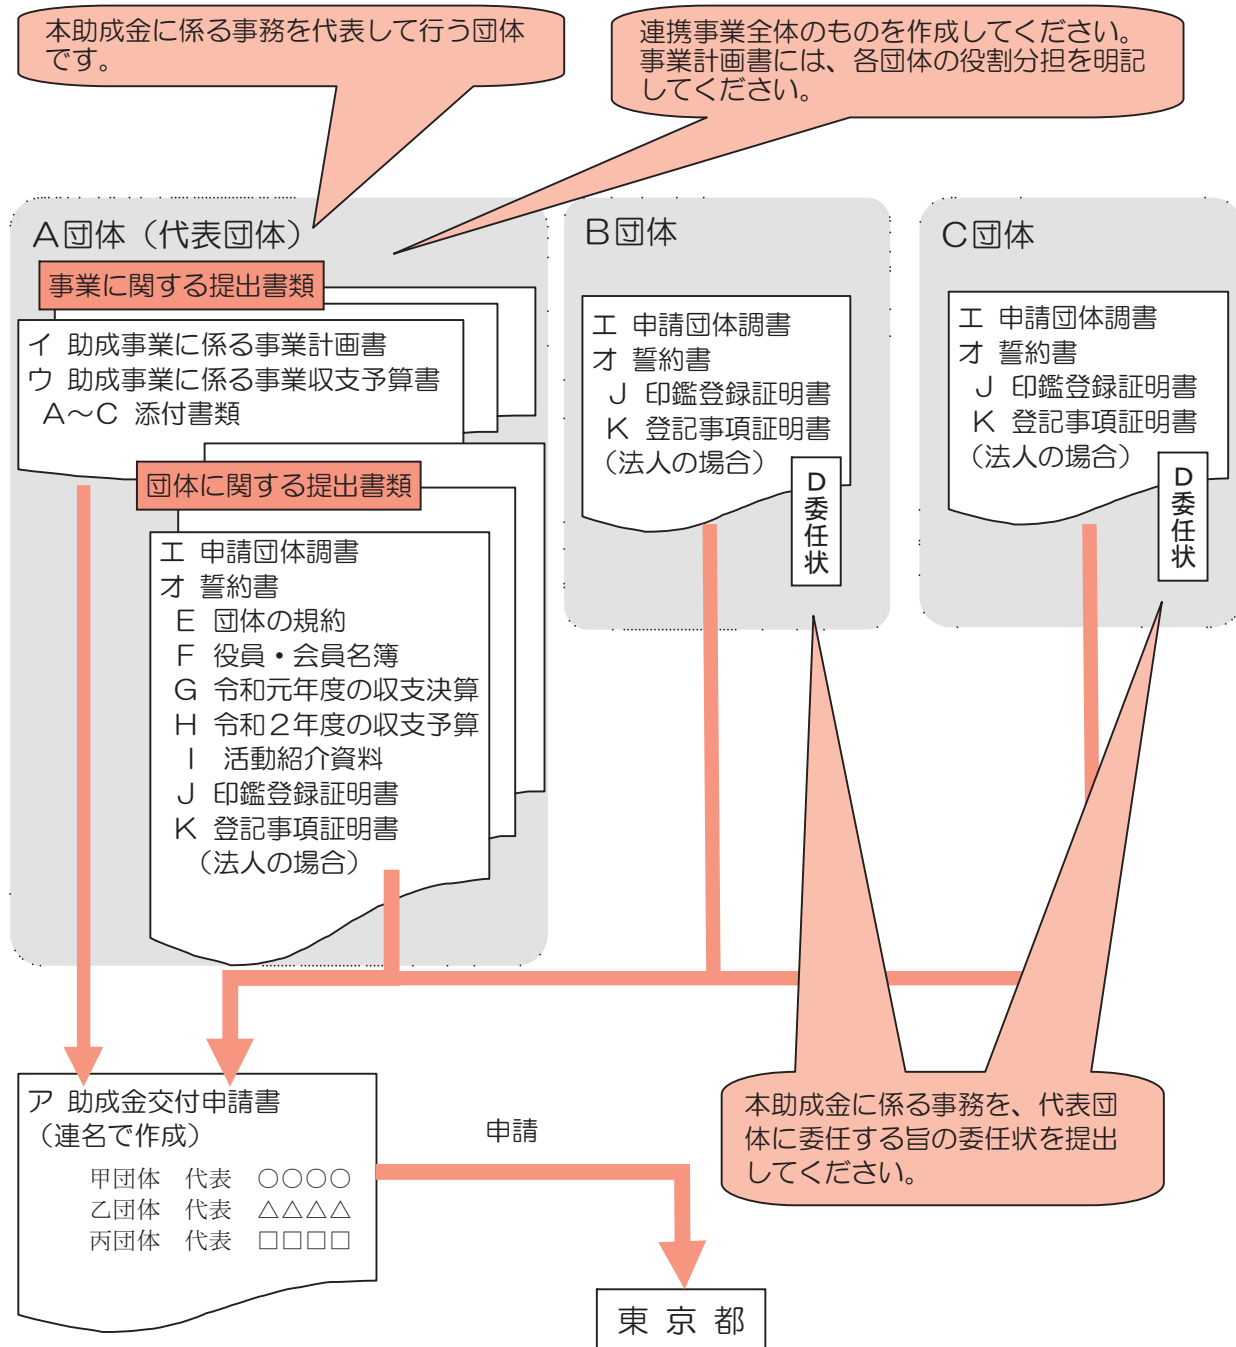 本助成金に係る事務を代表して行う団体
です。
連携事業全体のものを作成してください。
事業計画書には、各団体の役割分担を明記
してください。
A団体（代表団体）
事業に関する提出書類
イ 助成事業に係る事業計画書
ウ 助成事業に係る事業収支予算書
A～C 添付書類
団体に関する提出書類
エ 申請団体調書
オ 誓約書
E 団体の規約
F 役員・会員名簿
G 令和元年度の収支決算
H 令和２年度の収支予算
I 活動紹介資料
J 印鑑登録証明書
K 登記事項証明書
（法人の場合）
B団体
エ 申請団体調書
オ 誓約書
J 印鑑登録証明書
K 登記事項証明書
（法人の場合）
D委任状
C団体
エ 申請団体調書
オ 誓約書
J 印鑑登録証明書
K 登記事項証明書
（法人の場合）
D委任状
本助成金に係る事務を、代表団
体に委任する旨の委任状を提出
してください。
ア 助成金交付申請書
（連名で作成）
甲団体 代表 ○○○○
乙団体 代表 △△△△
丙団体 代表 □□□□
申請
東 京 都